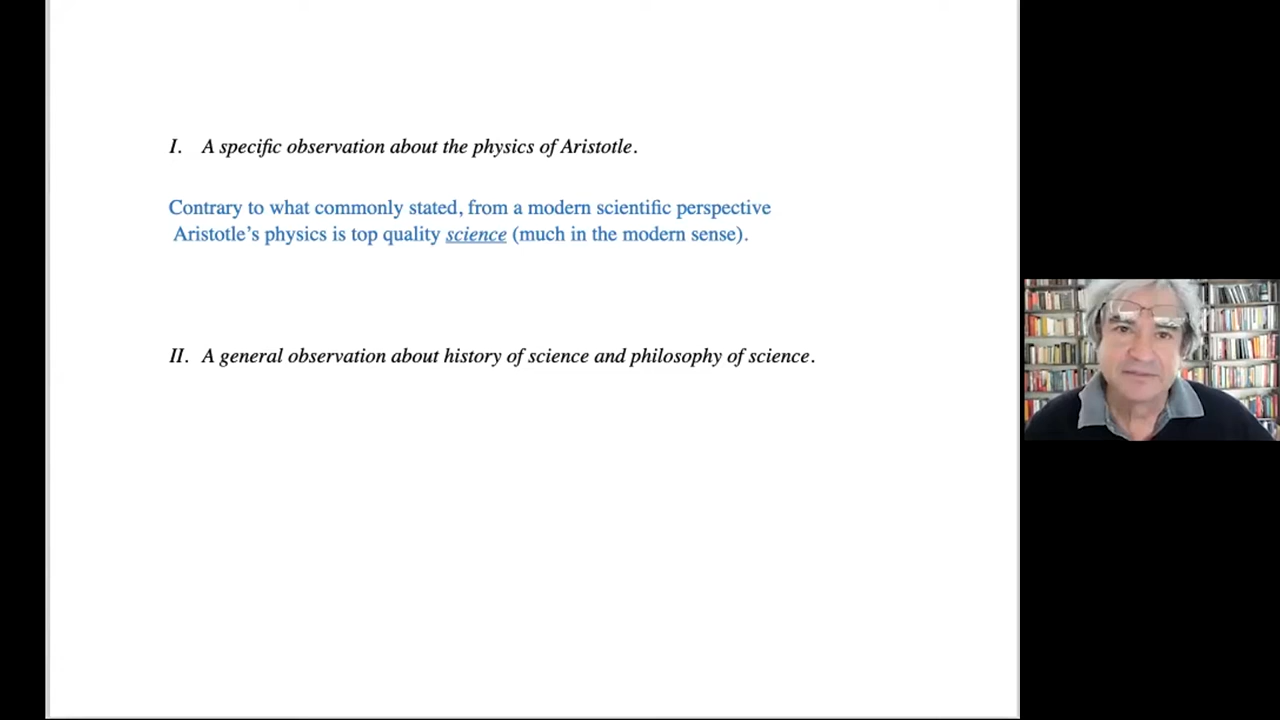 I. A specific observation about the physics of Aristotle.
Contrary to what commonly stated, from a modern scientific perspective
Aristotle’s physics is top quality science (much in the modern sense).
II. A general observation about history of science and philosophy of science.